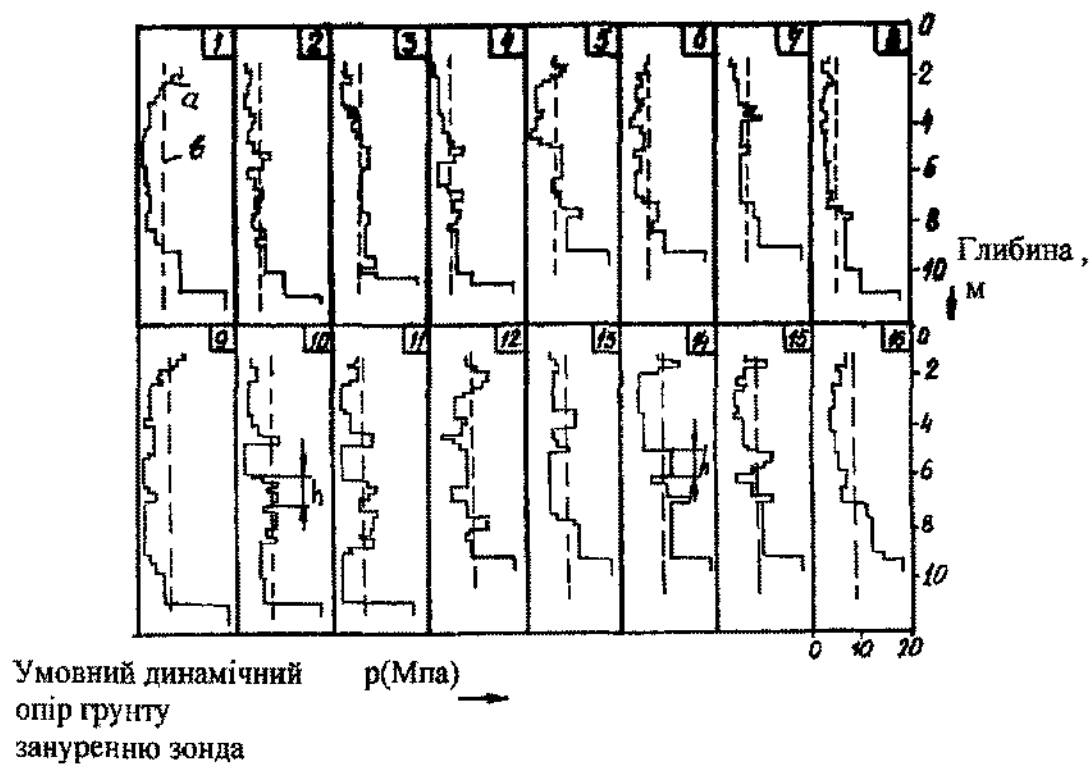 1 2 3 4 5 6 7 8 0
2
a
4
в
6
8
10
Глибина ,
м
9 10 11 12 13 14 15 16 0
2
4
6
h h
8
10
0 10 20
Умовний динамічний р(Мпа)
опір грунту
зануренню зонда